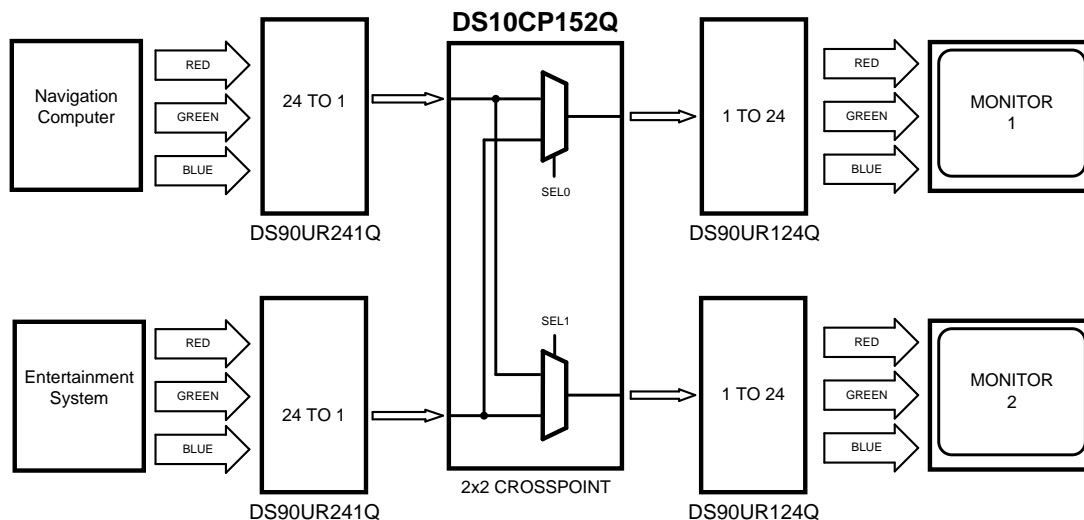 DS10CP152Q
Navigation
Computer
RED
GREEN
BLUE
24 TO 1
DS90UR241Q
SEL0
1 TO 24
DS90UR124Q
RED
GREEN
BLUE
MONITOR
1
Entertainment
System
RED
GREEN
BLUE
24 TO 1
DS90UR241Q
SEL1
2x2 CROSSPOINT
1 TO 24
DS90UR124Q
RED
GREEN
BLUE
MONITOR
2